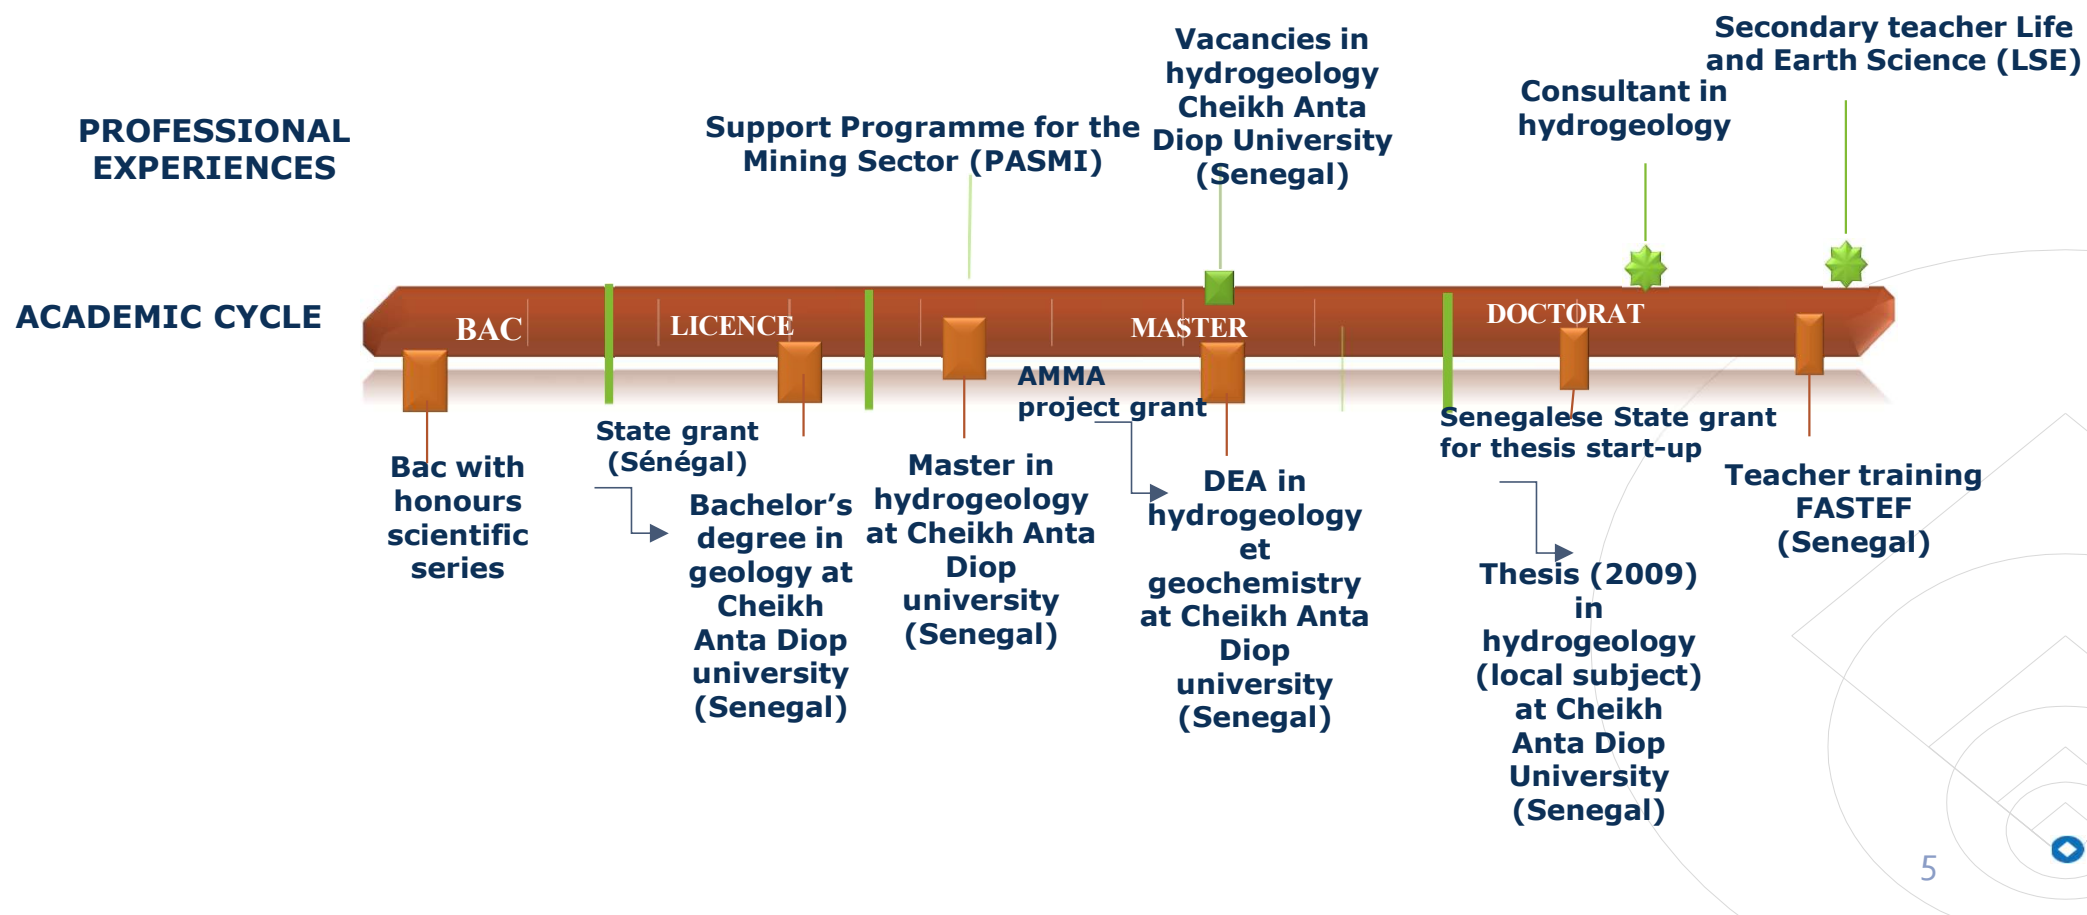 PROFESSIONAL
EXPERIENCES
Support Programme for the
Mining Sector (PASMI)
Vacancies in
hydrogeology
Cheikh Anta
Diop University
(Senegal)
Consultant in
hydrogeology
Secondary teacher Life
and Earth Science (LSE)
ACADEMIC CYCLE
BAC
LICENCE
MASTER
DOCTORAT
Bac with
honours
scientific
series
State grant
(Sénégal)
Bachelor’s
degree in
geology at
Cheikh
Anta Diop
university
(Senegal)
Master in
hydrogeology
at Cheikh Anta
Diop
university
(Senegal)
AMMA
project grant
DEA in
hydrogeology
et
geochemistry
at Cheikh Anta
Diop
university
(Senegal)
Senegalese State grant
for thesis start-up
Thesis (2009)
in
hydrogeology
(local subject)
at Cheikh
Anta Diop
University
(Senegal)
Teacher training
FASTEF
(Senegal)
5